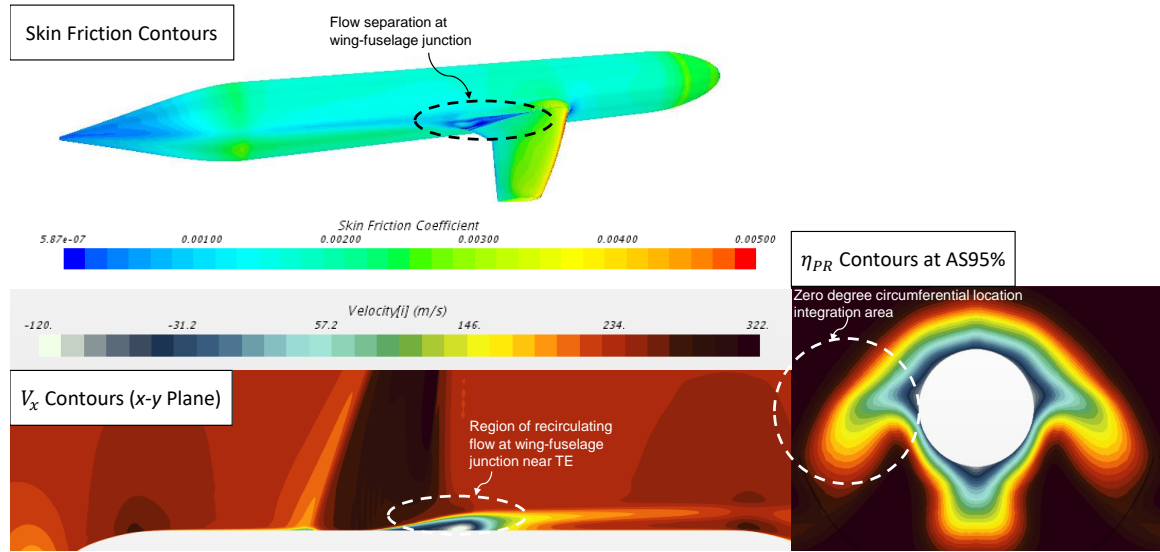 Skin Friction Contours
Flow separation at
wing-fuselage
junction
Skin Friction Coefficient
5.87e-07 0.00100 0.00200 0.00300 0.00400 0.00500
η_PR Contours at AS95%
Zero degree circumferential location
integration area
Velocity[i] (m/s)
-120. -31.2 57.2 146. 234. 322.
V_x Contours (x-y Plane)
Region of recirculating
flow at wing-fuselage
junction near TE